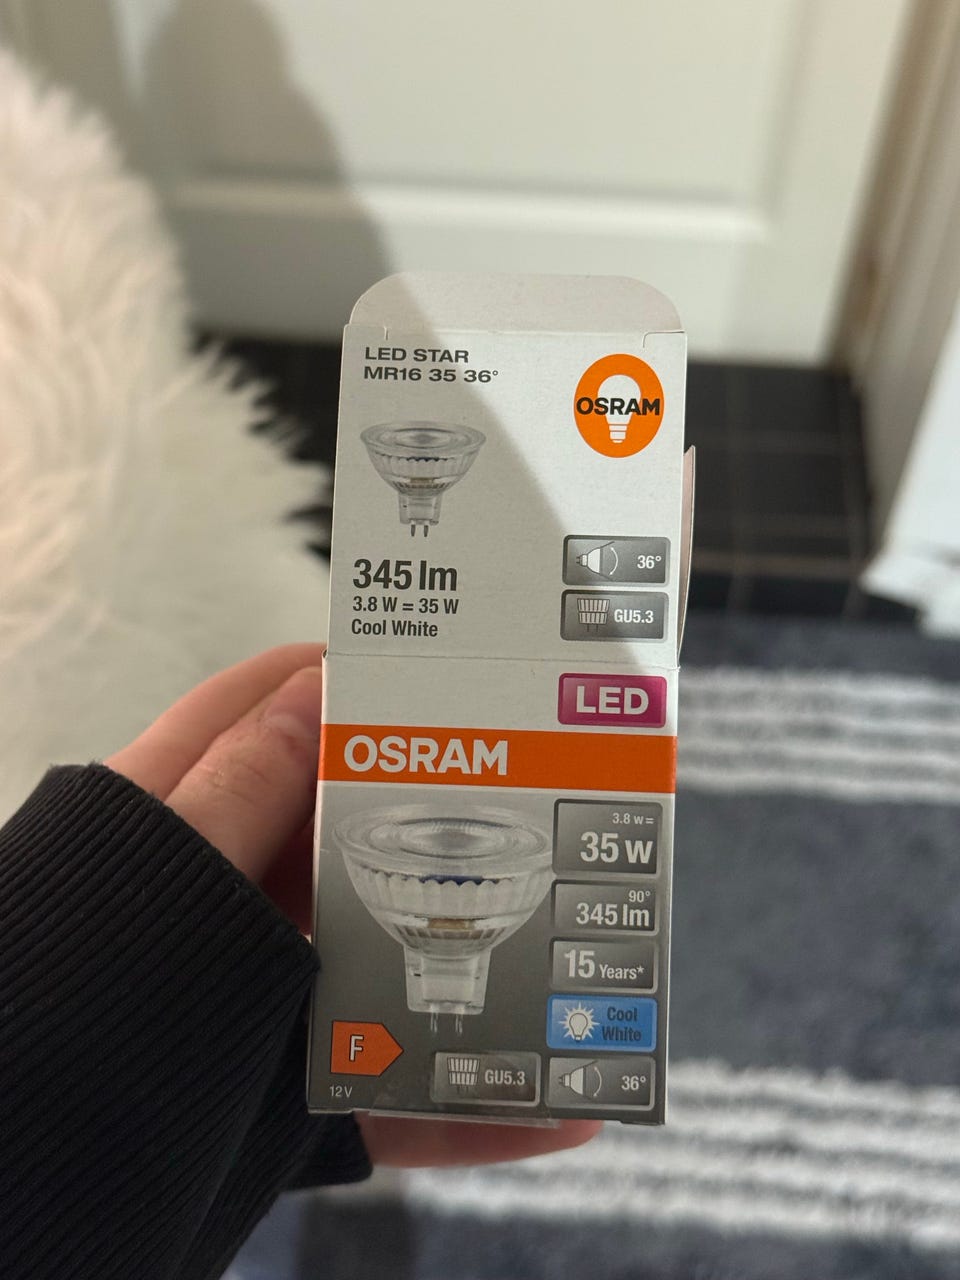 LED STAR
MR16 35 36°
OSRAM
345 lm
3.8 W = 35 W
Cool White
36°
GU5.3
LED
OSRAM
3.8 W =
35 W
90°
345 lm
15 Years*
Cool
White
F
12V
GU5.3
36°